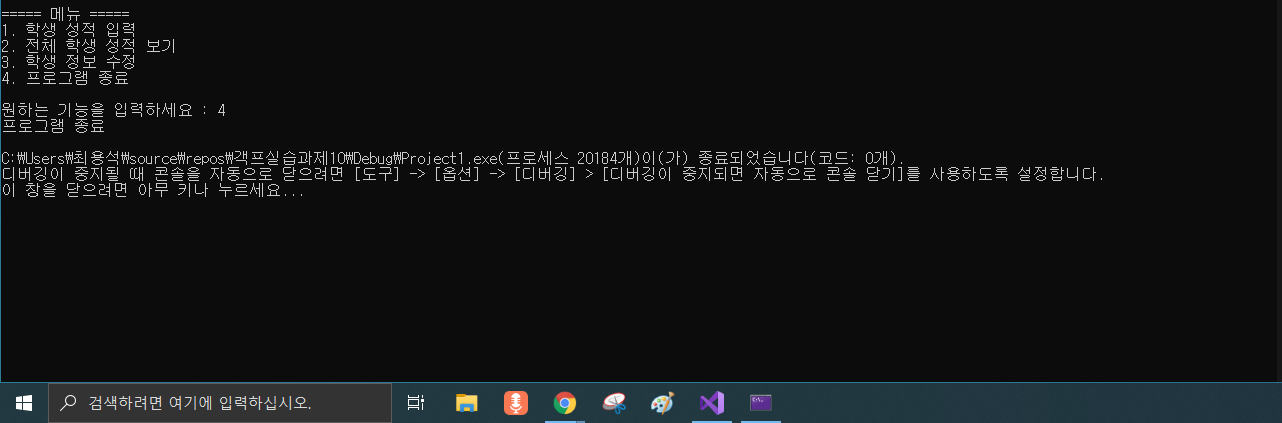 ===== 메뉴 =====
1. 학생 성적 입력
2. 전체 학생 성적 보기
3. 학생 정보 수정
4. 프로그램 종료
원하는 기능을 입력하세요 : 4
프로그램 종료
C:\Users\최용석\source\repos\객프실습과제10\Debug\Project1.exe(프로세스 20184개)이(가) 종료되었습니다(코드: 0개).
디버깅이 중지될 때 콘솔을 자동으로 닫으려면 [도구] -> [옵션] -> [디버깅] > [디버깅이 중지되면 자동으로 콘솔 닫기]를 사용하도록 설정합니다.
이 창을 닫으려면 아무 키나 누르세요...
검색하려면 여기에 입력하십시오.